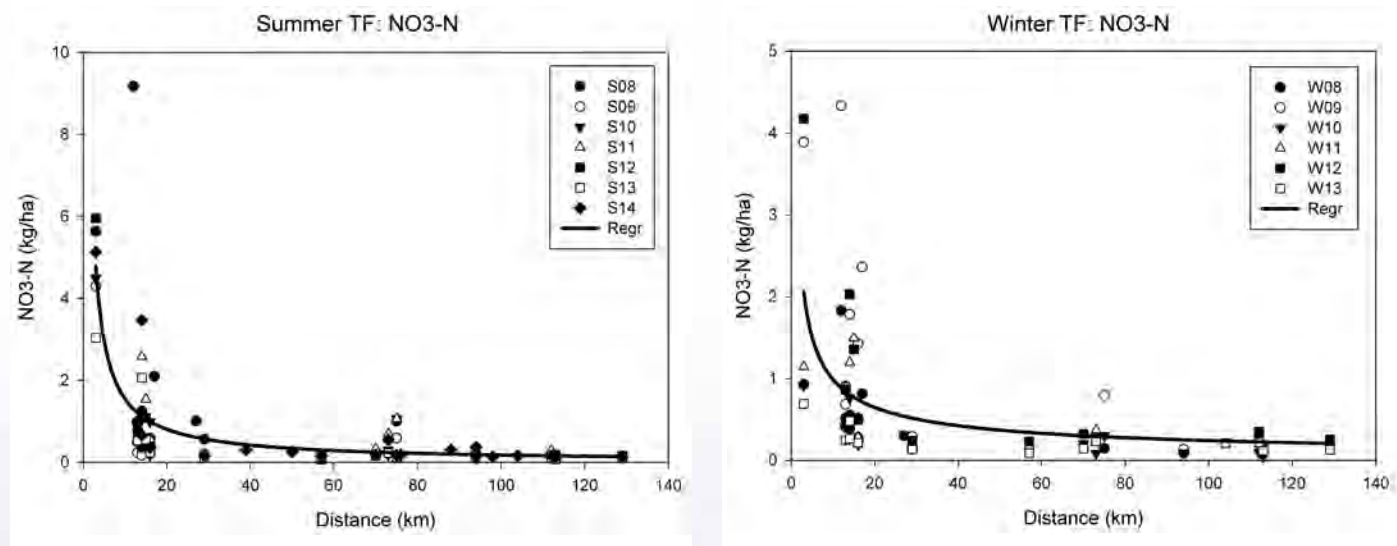 Summer TF: NO3-N
NO3-N (kg/ha)
10
8
6
4
2
0
0 20 40 60 80 100 120 140
Distance (km)
S08
S09
S10
S11
S12
S13
S14
Regr
Winter TF: NO3-N
NO3-N (kg/ha)
5
4
3
2
1
0
0 20 40 60 80 100 120 140
Distance (km)
W08
W09
W10
W11
W12
W13
Regr